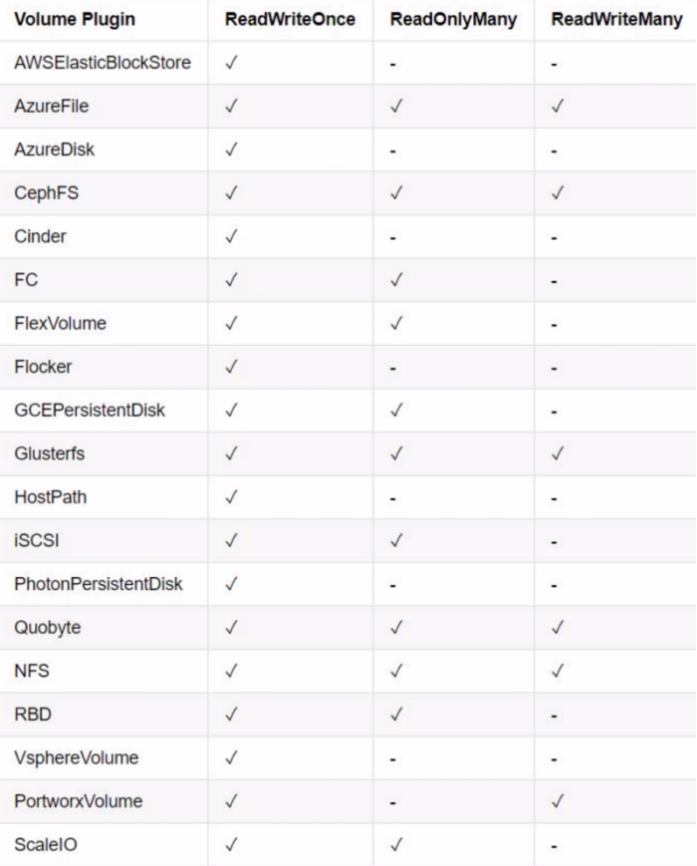 Volume Plugin ReadWriteOnce ReadOnlyMany ReadWriteMany
AWSElasticBlockStore ✓ - -
AzureFile ✓ ✓ ✓
AzureDisk ✓ - -
CephFS ✓ ✓ ✓
Cinder ✓ - -
FC ✓ ✓ -
FlexVolume ✓ ✓ -
Flocker ✓ - -
GCEPersistentDisk ✓ ✓ -
Glusterfs ✓ ✓ ✓
HostPath ✓ - -
iSCSI ✓ ✓ -
PhotonPersistentDisk ✓ - -
Quobyte ✓ ✓ ✓
NFS ✓ ✓ ✓
RBD ✓ ✓ -
VsphereVolume ✓ - -
PortworxVolume ✓ - ✓
ScaleIO ✓ ✓ -